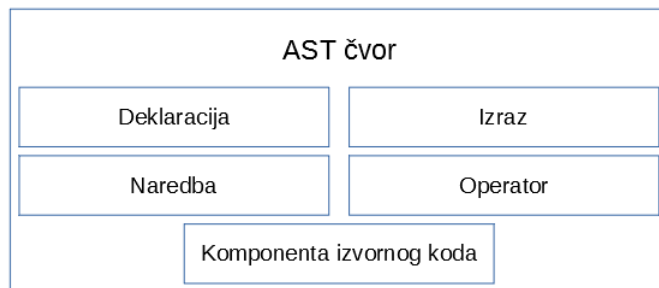 AST čvor
Deklaracija
Izraz
Naredba
Operator
Komponenta izvornog koda